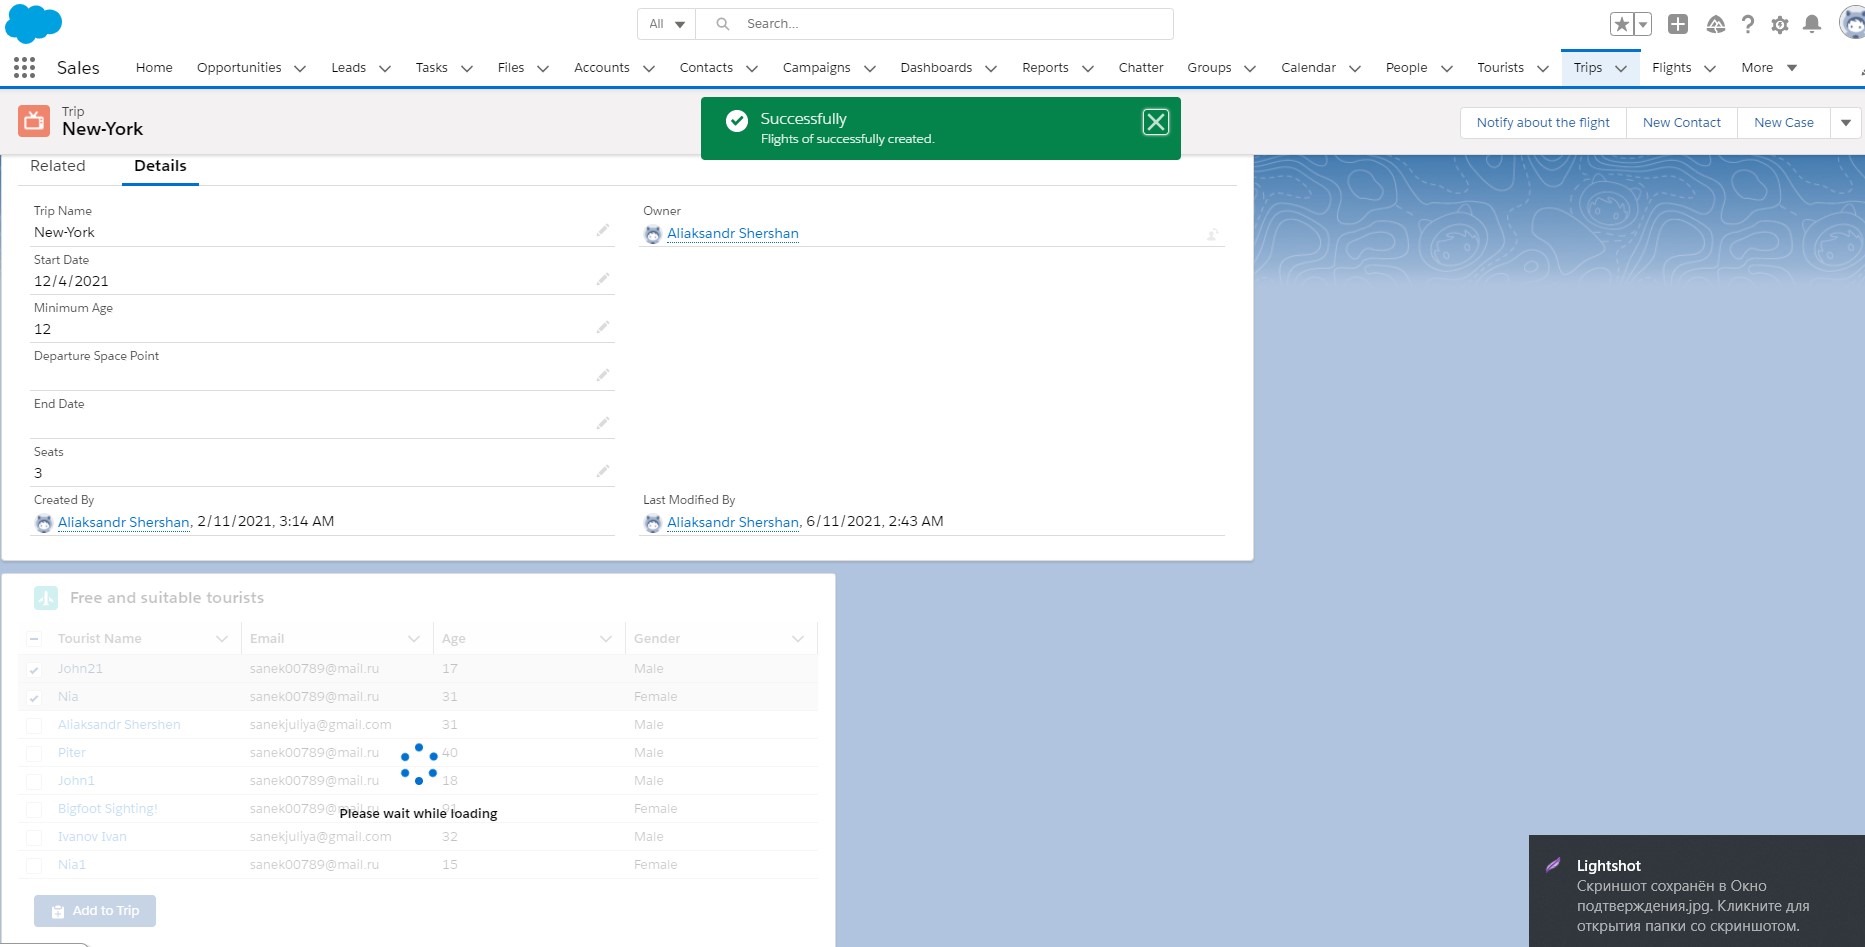 All
Search...
Sales
Home
Opportunities
Leads
Tasks
Files
Accounts
Contacts
Campaigns
Dashboards
Reports
Chatter
Groups
Calendar
People
Tourists
Trips
Flights
More
Trip
New-York
Successfully
Flights of successfully created.
Notify about the flight
New Contact
New Case
Related
Details
Trip Name
New-York
Owner
Aliaksandr Shershan
Start Date
12/4/2021
Minimum Age
12
Departure Space Point
End Date
Seats
3
Created By
Aliaksandr Shershan, 2/11/2021, 3:14 AM
Last Modified By
Aliaksandr Shershan, 6/11/2021, 2:43 AM
Free and suitable tourists
Tourist Name Email Age Gender
John21 sanek00789@mail.ru 17 Male
Nia sanek00789@mail.ru 31 Female
Aliaksandr Shershen sanekjuliya@gmail.com 31 Male
Piter sanek00789@mail.ru 40 Male
John1 sanek00789@mail.ru 18 Male
Bigfoot Sighting! sanek00789@mail.ru 91 Female
Please wait while loading
Ivanov Ivan sanekjuliya@gmail.com 32 Male
Nia1 sanek00789@mail.ru 15 Female
Add to Trip
Lightshot
Скриншот сохранён в Окно
подтверждения.jpg. Кликните для
открытия папки со скриншотом.